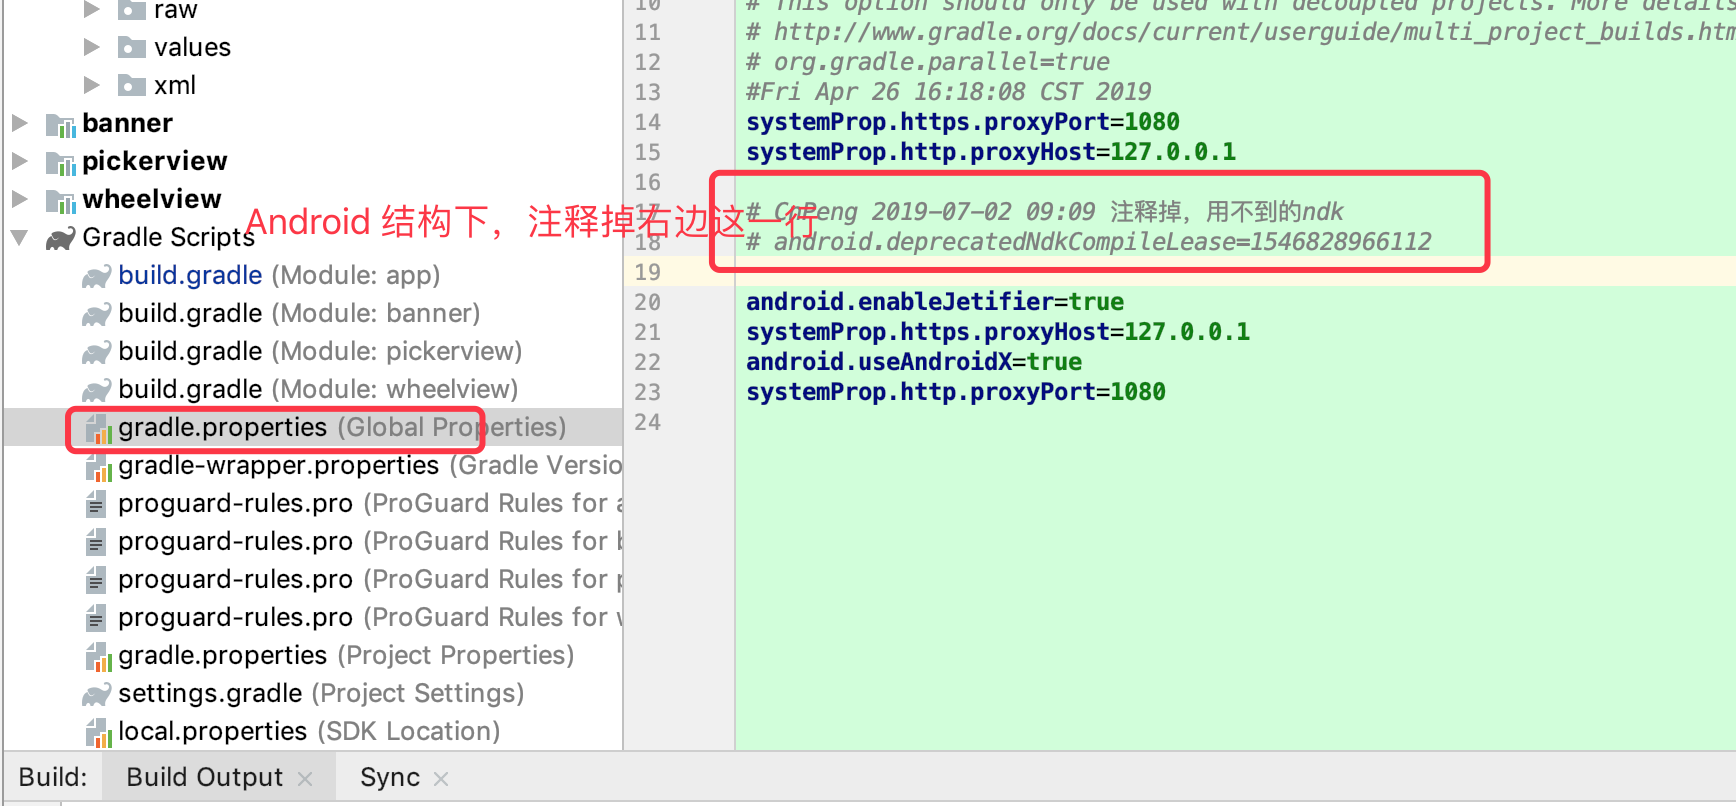 raw
values
xml
banner
pickerview
wheelview
Gradle Scripts
build.gradle (Module: app)
build.gradle (Module: banner)
build.gradle (Module: pickerview)
build.gradle (Module: wheelview)
gradle.properties (Global Properties)
gradle-wrapper.properties (Gradle Versio
proguard-rules.pro (ProGuard Rules for a
proguard-rules.pro (ProGuard Rules for b
proguard-rules.pro (ProGuard Rules for p
proguard-rules.pro (ProGuard Rules for w
gradle.properties (Project Properties)
settings.gradle (Project Settings)
local.properties (SDK Location)
Android 结构下，注释掉右边这一行
10 # This option should only be used with decoupled projects. More details
11 # http://www.gradle.org/docs/current/userguide/multi_project_builds.htm
12 # org.gradle.parallel=true
13 #Fri Apr 26 16:18:08 CST 2019
14 systemProp.https.proxyPort=1080
15 systemProp.http.proxyHost=127.0.0.1
16
17 # CnPeng 2019-07-02 09:09 注释掉，用不到的ndk
18 # android.deprecatedNdkCompileLease=1546828966112
19
20 android.enableJetifier=true
21 systemProp.https.proxyHost=127.0.0.1
22 android.useAndroidX=true
23 systemProp.http.proxyPort=1080
24
Build: Build Output × Sync ×